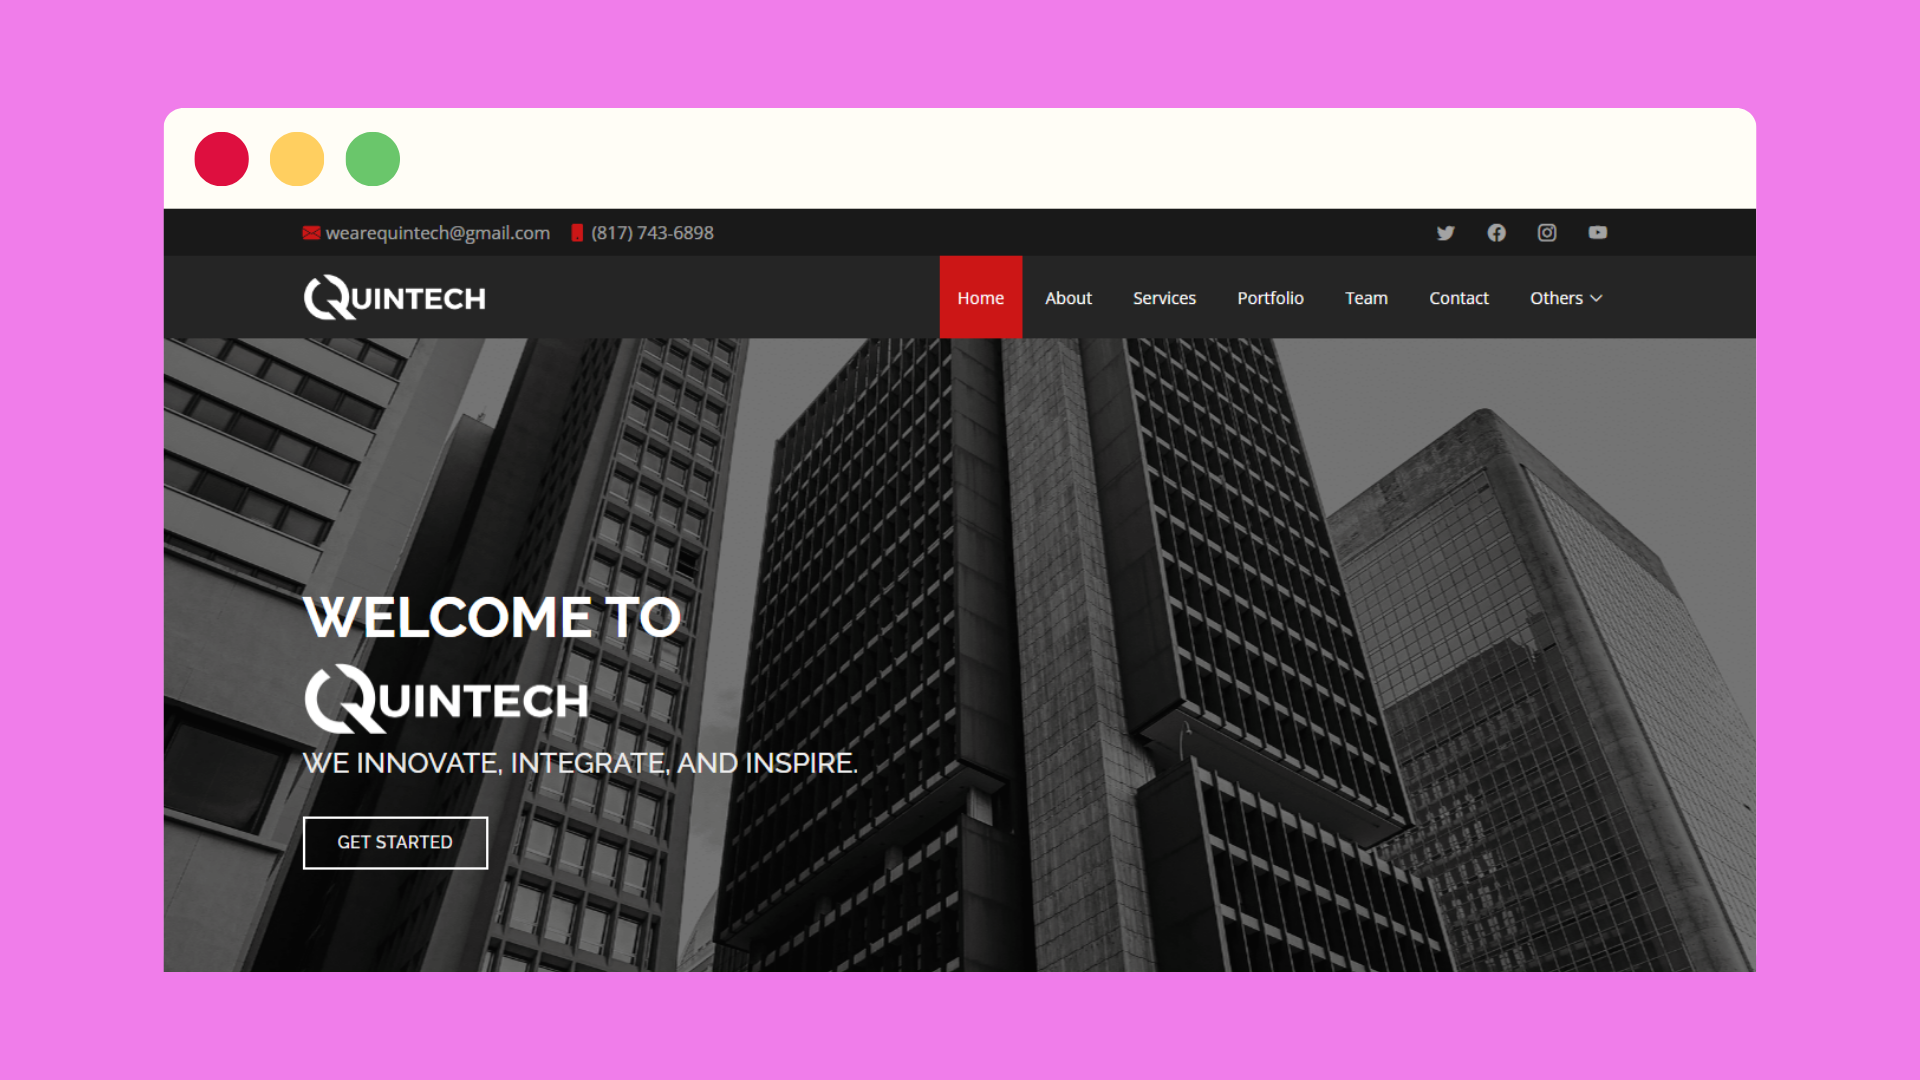 wearequintech@gmail.com (817) 743-6898
QUINTECH
Home About Services Portfolio Team Contact Others
WELCOME TO
QUINTECH
WE INNOVATE, INTEGRATE, AND INSPIRE.
GET STARTED